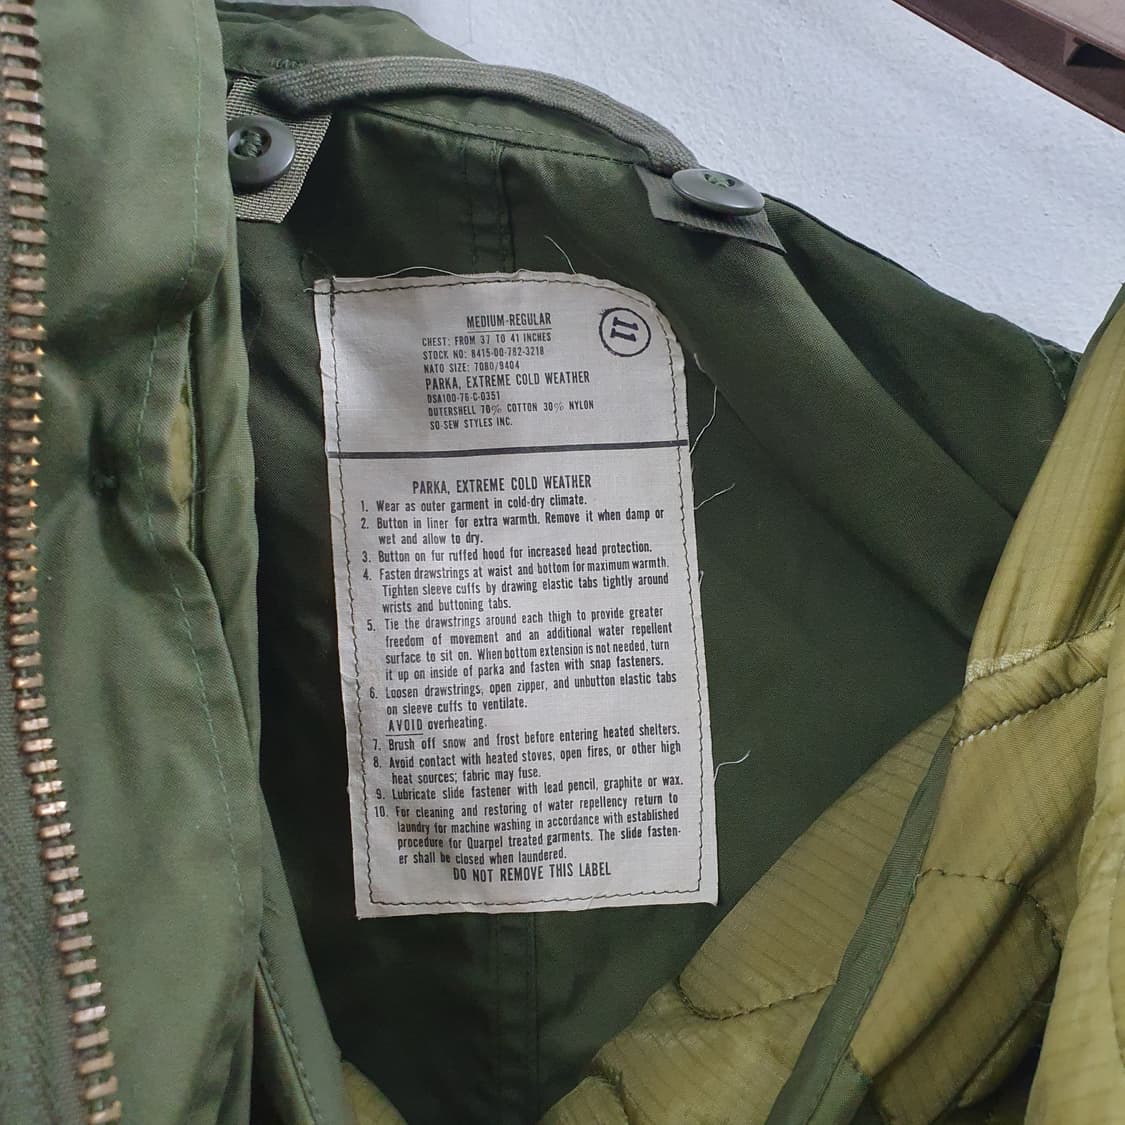 MEDIUM-REGULAR
11
CHEST: FROM 37 TO 41 INCHES
STOCK NO: 8415-00-782-3218
NATO SIZE: 7080/9404
PARKA, EXTREME COLD WEATHER
DSA100-76-C-0351
OUTERSHELL 70% COTTON 30% NYLON
SO-SEW STYLES INC.
PARKA, EXTREME COLD WEATHER
1. Wear as outer garment in cold-dry climate.
2. Button in liner for extra warmth. Remove it when damp or
wet and allow to dry.
3. Button on fur ruffed hood for increased head protection.
4. Fasten drawstrings at waist and bottom for maximum warmth.
Tighten sleeve cuffs by drawing elastic tabs tightly around
wrists and buttoning tabs.
5. Tie the drawstrings around each thigh to provide greater
freedom of movement and an additional water repellent
surface to sit on. When bottom extension is not needed, turn
it up on inside of parka and fasten with snap fasteners.
6. Loosen drawstrings, open zipper, and unbutton elastic tabs
on sleeve cuffs to ventilate.
AVOID overheating.
7. Brush off snow and frost before entering heated shelters.
8. Avoid contact with heated stoves, open fires, or other high
heat sources; fabric may fuse.
9. Lubricate slide fastener with lead pencil, graphite or wax.
10. For cleaning and restoring of water repellency return to
laundry for machine washing in accordance with established
procedure for Quarpel treated garments. The slide fasten-
er shall be closed when laundered.
DO NOT REMOVE THIS LABEL